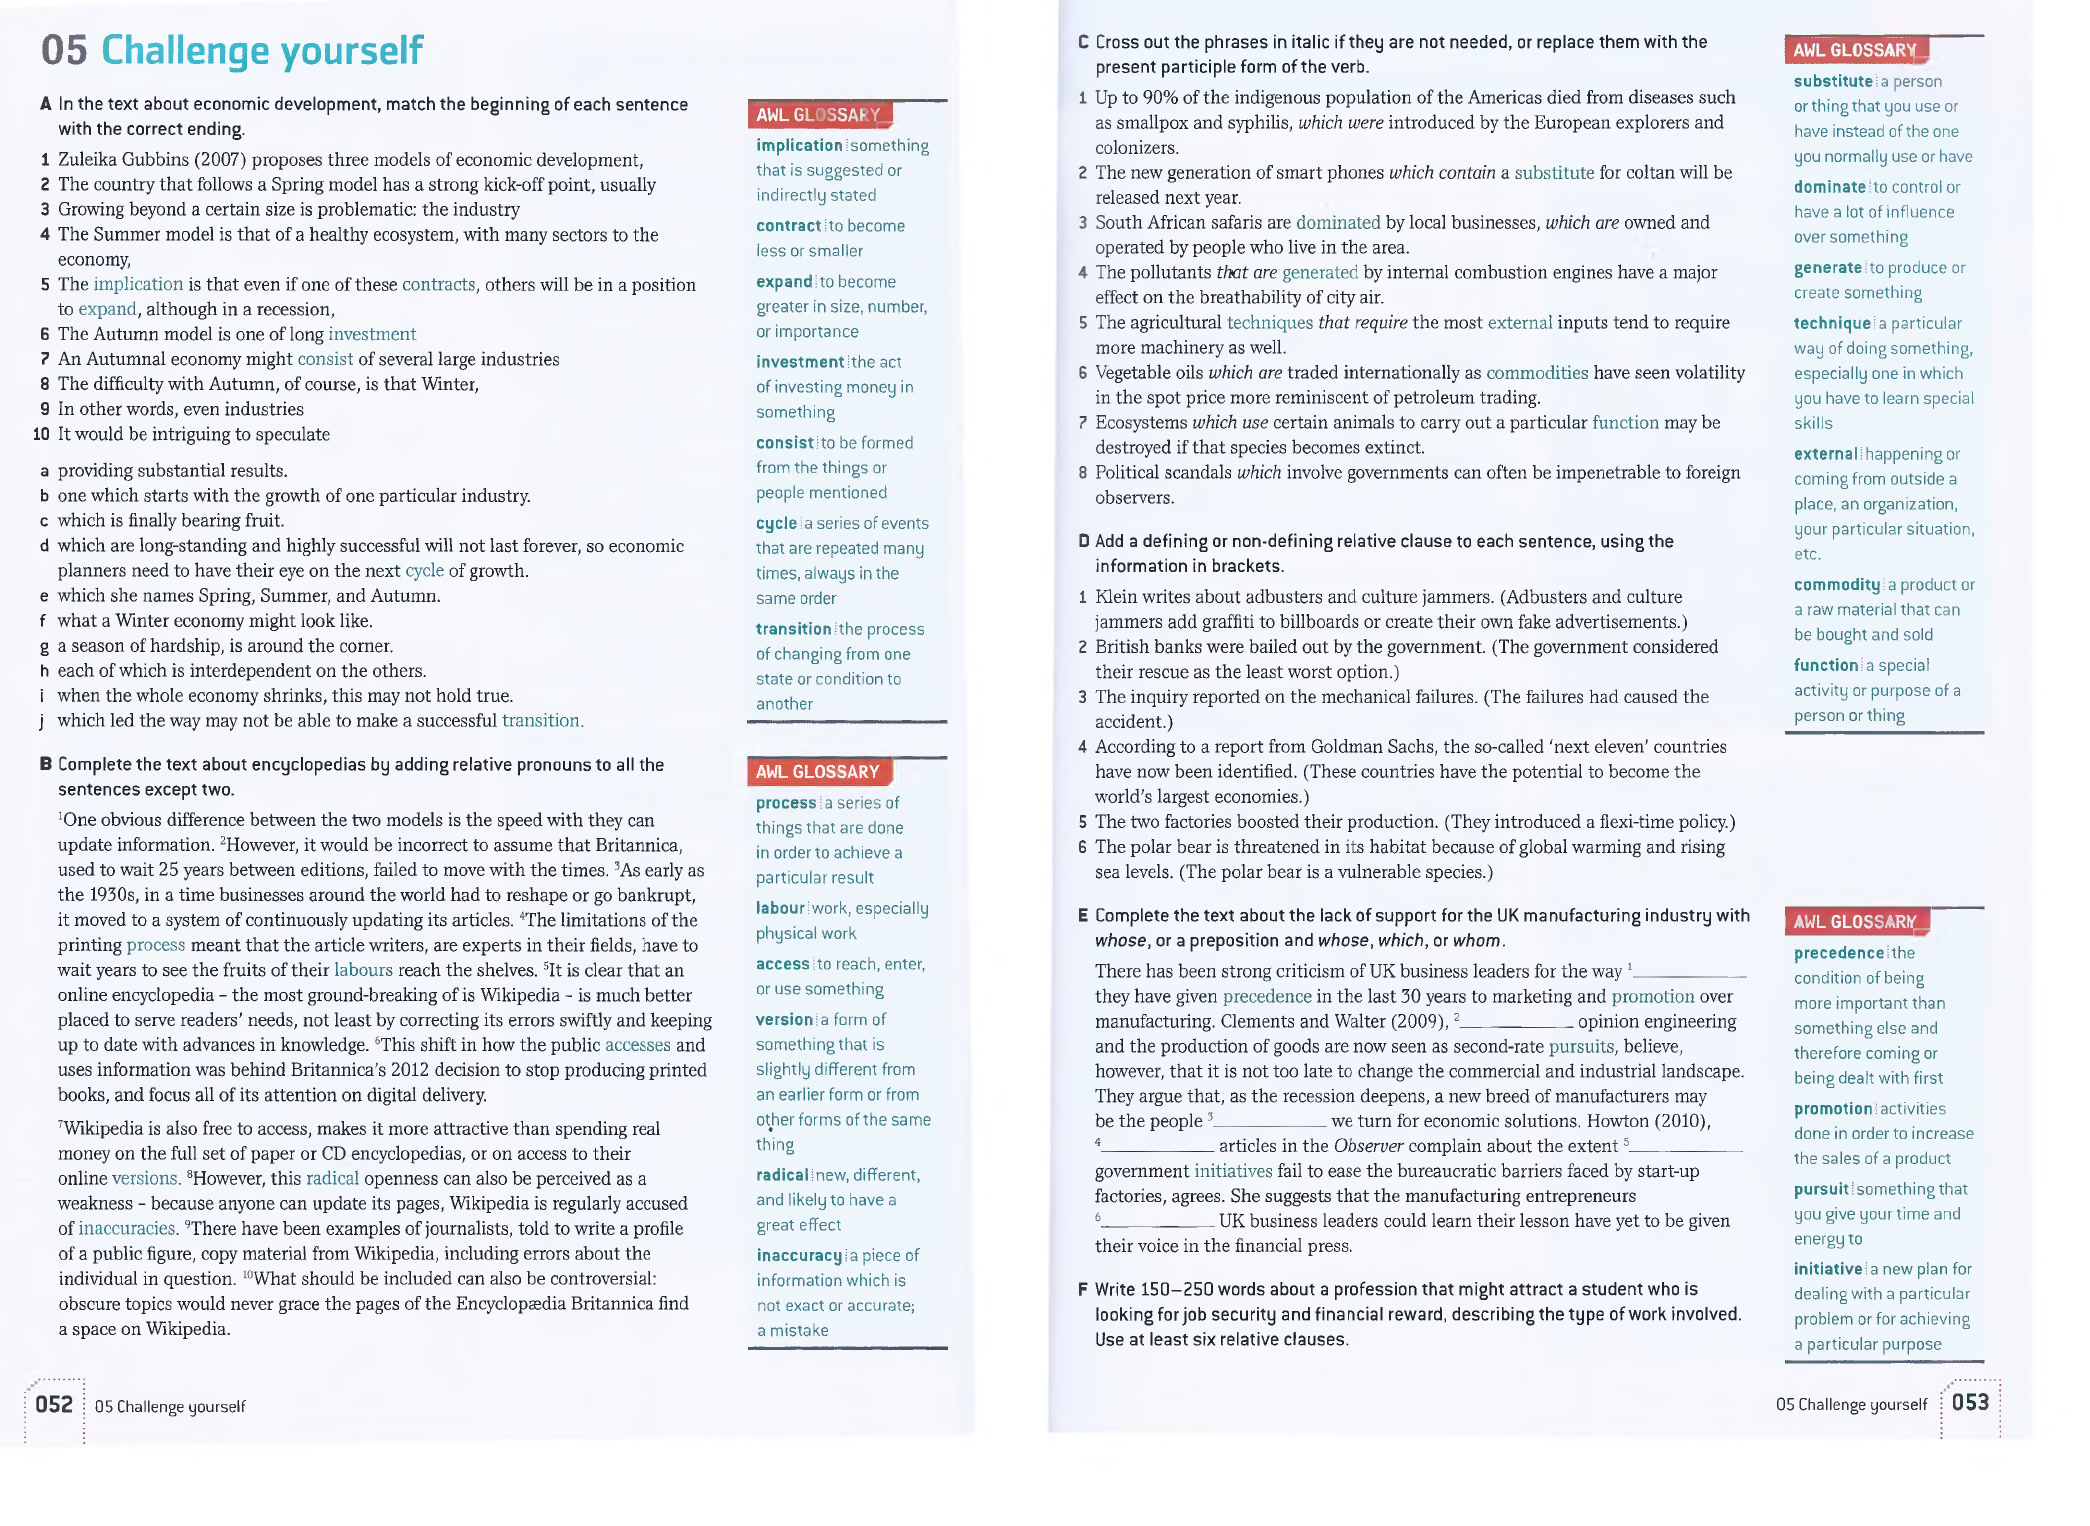 05 Challenge yourself
A In the text about economic development, match the beginning of each sentence
with the correct ending.
1 Zuleika Gubbins (2007) proposes three models of economic development,
2 The country that follows a Spring model has a strong kick-off point, usually
3 Growing beyond a certain size is problematic: the industry
4 The Summer model is that of a healthy ecosystem, with many sectors to the
economy,
5 The implication is that even if one of these contracts, others will be in a position
to expand, although in a recession,
6 The Autumn model is one of long investment
7 An Autumnal economy might consist of several large industries
8 The difficulty with Autumn, of course, is that Winter,
9 In other words, even industries
10 It would be intriguing to speculate
a providing substantial results.
b one which starts with the growth of one particular industry.
c which is finally bearing fruit.
d which are long-standing and highly successful will not last forever, so economic
planners need to have their eye on the next cycle of growth.
e which she names Spring, Summer, and Autumn.
f what a Winter economy might look like.
g a season of hardship, is around the corner.
h each of which is interdependent on the others.
i when the whole economy shrinks, this may not hold true.
j which led the way may not be able to make a successful transition.
AWL GLOSSARY
implication something
that is suggested or
indirectly stated
contract to become
less or smaller
expand to become
greater in size, number,
or importance
investment the act
of investing money in
something
consist to be formed
from the things or
people mentioned
cycle a series of events
that are repeated many
times, always in the
same order
transition the process
of changing from one
state or condition to
another
B Complete the text about encyclopedias by adding relative pronouns to all the
sentences except two.
¹One obvious difference between the two models is the speed with they can
update information. ²However, it would be incorrect to assume that Britannica,
used to wait 25 years between editions, failed to move with the times. ³As early as
the 1930s, in a time businesses around the world had to reshape or go bankrupt,
it moved to a system of continuously updating its articles. ⁴The limitations of the
printing process meant that the article writers, are experts in their fields, have to
wait years to see the fruits of their labours reach the shelves. ⁵It is clear that an
online encyclopedia – the most ground-breaking of is Wikipedia – is much better
placed to serve readers' needs, not least by correcting its errors swiftly and keeping
up to date with advances in knowledge. ⁶This shift in how the public accesses and
uses information was behind Britannica's 2012 decision to stop producing printed
books, and focus all of its attention on digital delivery.
⁷Wikipedia is also free to access, makes it more attractive than spending real
money on the full set of paper or CD encyclopedias, or on access to their
online versions. ⁸However, this radical openness can also be perceived as a
weakness – because anyone can update its pages, Wikipedia is regularly accused
of inaccuracies. ⁹There have been examples of journalists, told to write a profile
of a public figure, copy material from Wikipedia, including errors about the
individual in question. ¹⁰What should be included can also be controversial:
obscure topics would never grace the pages of the Encyclopædia Britannica find
a space on Wikipedia.
AWL GLOSSARY
process a series of
things that are done
in order to achieve a
particular result
labour work, especially
physical work
access to reach, enter,
or use something
version a form of
something that is
slightly different from
an earlier form or from
other forms of the same
thing
radical new, different,
and likely to have a
great effect
inaccuracy a piece of
information which is
not exact or accurate;
a mistake
052 05 Challenge yourself
C Cross out the phrases in italic if they are not needed, or replace them with the
present participle form of the verb.
1 Up to 90% of the indigenous population of the Americas died from diseases such
as smallpox and syphilis, which were introduced by the European explorers and
colonizers.
2 The new generation of smart phones which contain a substitute for coltan will be
released next year.
3 South African safaris are dominated by local businesses, which are owned and
operated by people who live in the area.
4 The pollutants that are generated by internal combustion engines have a major
effect on the breathability of city air.
5 The agricultural techniques that require the most external inputs tend to require
more machinery as well.
6 Vegetable oils which are traded internationally as commodities have seen volatility
in the spot price more reminiscent of petroleum trading.
7 Ecosystems which use certain animals to carry out a particular function may be
destroyed if that species becomes extinct.
8 Political scandals which involve governments can often be impenetrable to foreign
observers.
D Add a defining or non-defining relative clause to each sentence, using the
information in brackets.
1 Klein writes about adbusters and culture jammers. (Adbusters and culture
jammers add graffiti to billboards or create their own fake advertisements.)
2 British banks were bailed out by the government. (The government considered
their rescue as the least worst option.)
3 The inquiry reported on the mechanical failures. (The failures had caused the
accident.)
4 According to a report from Goldman Sachs, the so-called 'next eleven' countries
have now been identified. (These countries have the potential to become the
world's largest economies.)
5 The two factories boosted their production. (They introduced a flexi-time policy.)
6 The polar bear is threatened in its habitat because of global warming and rising
sea levels. (The polar bear is a vulnerable species.)
AWL GLOSSARY
substitute a person
or thing that you use or
have instead of the one
you normally use or have
dominate to control or
have a lot of influence
over something
generate to produce or
create something
technique a particular
way of doing something,
especially one in which
you have to learn special
skills
external happening or
coming from outside a
place, an organization,
your particular situation,
etc.
commodity a product or
a raw material that can
be bought and sold
function a special
activity or purpose of a
person or thing
E Complete the text about the lack of support for the UK manufacturing industry with
whose, or a preposition and whose, which, or whom.
There has been strong criticism of UK business leaders for the way ¹__________
they have given precedence in the last 30 years to marketing and promotion over
manufacturing. Clements and Walter (2009), ²__________ opinion engineering
and the production of goods are now seen as second-rate pursuits, believe,
however, that it is not too late to change the commercial and industrial landscape.
They argue that, as the recession deepens, a new breed of manufacturers may
be the people ³__________ we turn for economic solutions. Howton (2010),
⁴__________ articles in the Observer complain about the extent ⁵__________
government initiatives fail to ease the bureaucratic barriers faced by start-up
factories, agrees. She suggests that the manufacturing entrepreneurs
⁶__________ UK business leaders could learn their lesson have yet to be given
their voice in the financial press.
F Write 150–250 words about a profession that might attract a student who is
looking for job security and financial reward, describing the type of work involved.
Use at least six relative clauses.
AWL GLOSSARY
precedence the
condition of being
more important than
something else and
therefore coming or
being dealt with first
promotion activities
done in order to increase
the sales of a product
pursuit something that
you give your time and
energy to
initiative a new plan for
dealing with a particular
problem or for achieving
a particular purpose
05 Challenge yourself 053